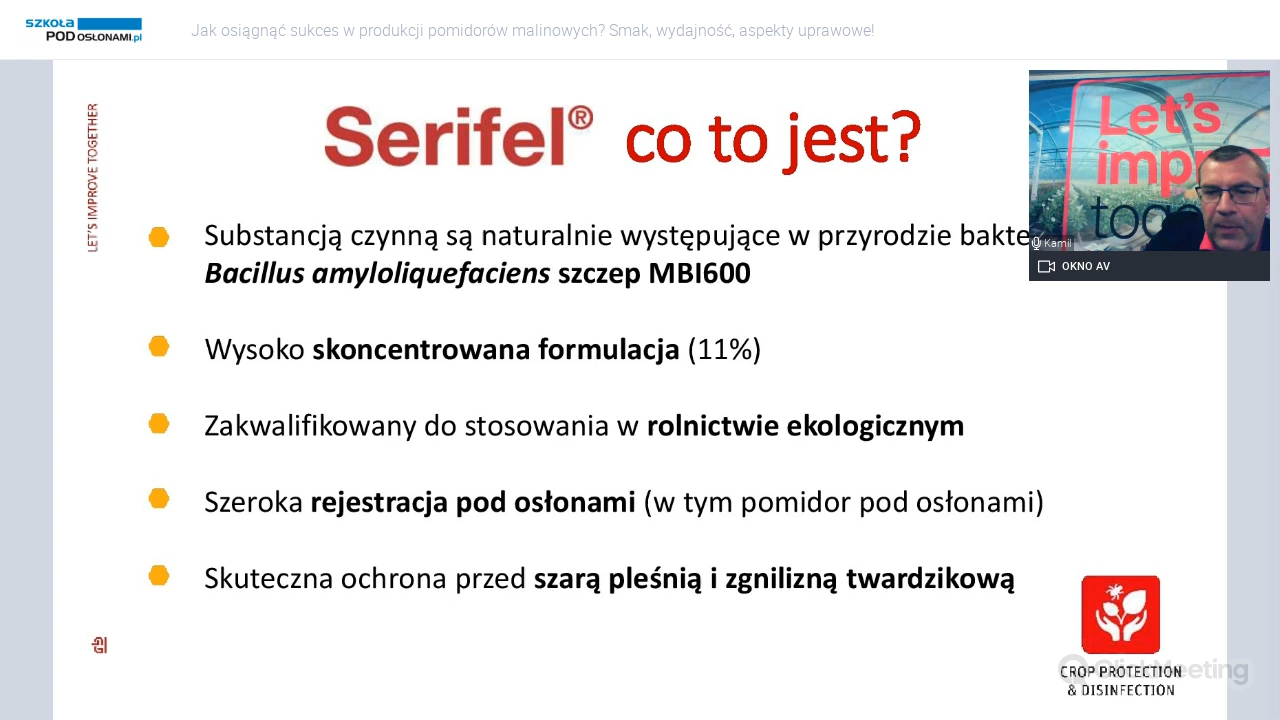 SZKOŁA
POD OSŁONAMI.pl
Jak osiągnąć sukces w produkcji pomidorów malinowych? Smak, wydajność, aspekty uprawowe!
LET'S IMPROVE TOGETHER
Serifel® co to jest?
Let's
impr
toge
Kamil
OKNO AV
Substancją czynną są naturalnie występujące w przyrodzie bakte
Bacillus amyloliquefaciens szczep MBI600
Wysoko skoncentrowana formulacja (11%)
Zakwalifikowany do stosowania w rolnictwie ekologicznym
Szeroka rejestracja pod osłonami (w tym pomidor pod osłonami)
Skuteczna ochrona przed szarą pleśnią i zgnilizną twardzikową
ClickMeeting
CROP PROTECTION
& DISINFECTION